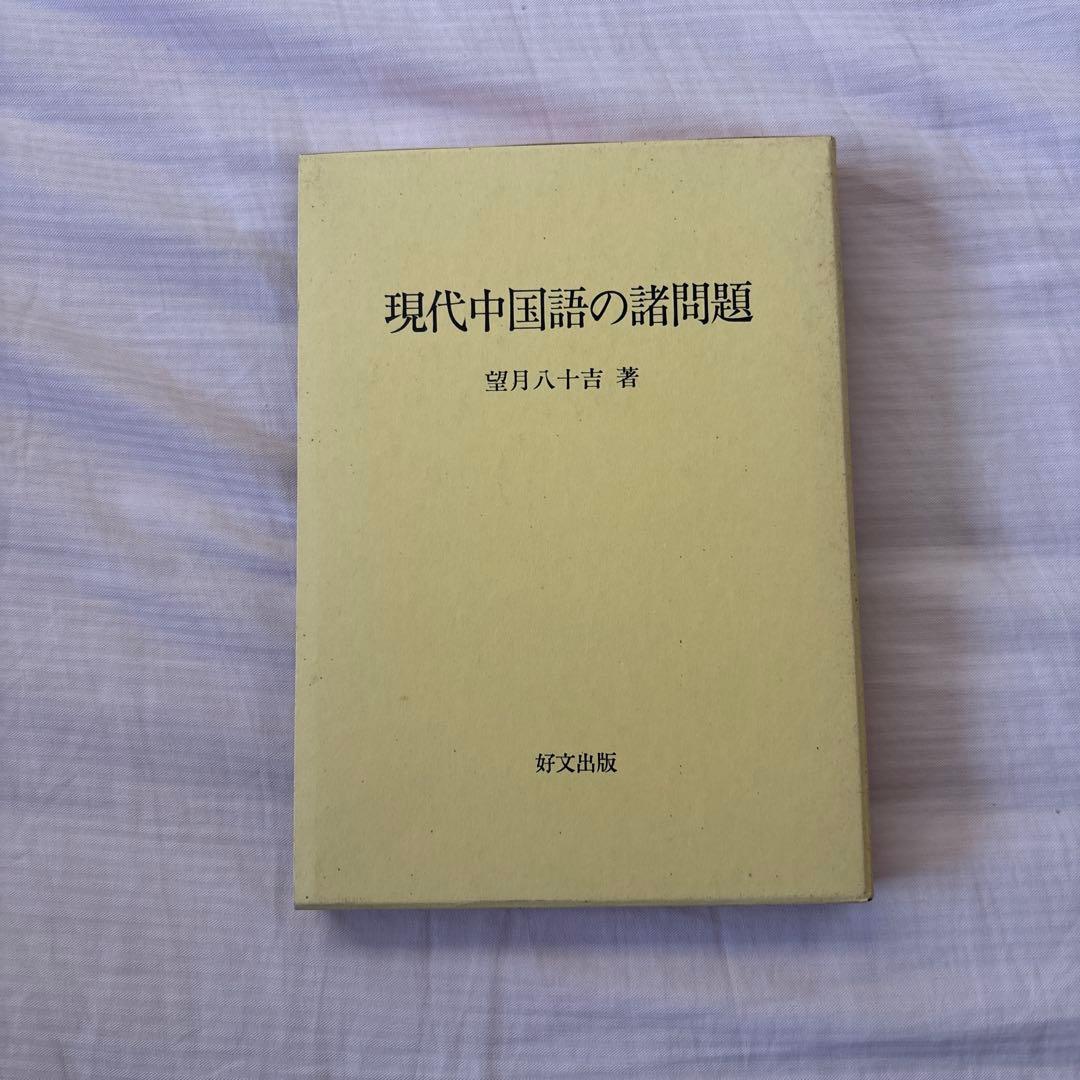 現代中国語の諸問題
望月八十吉 著
好文出版